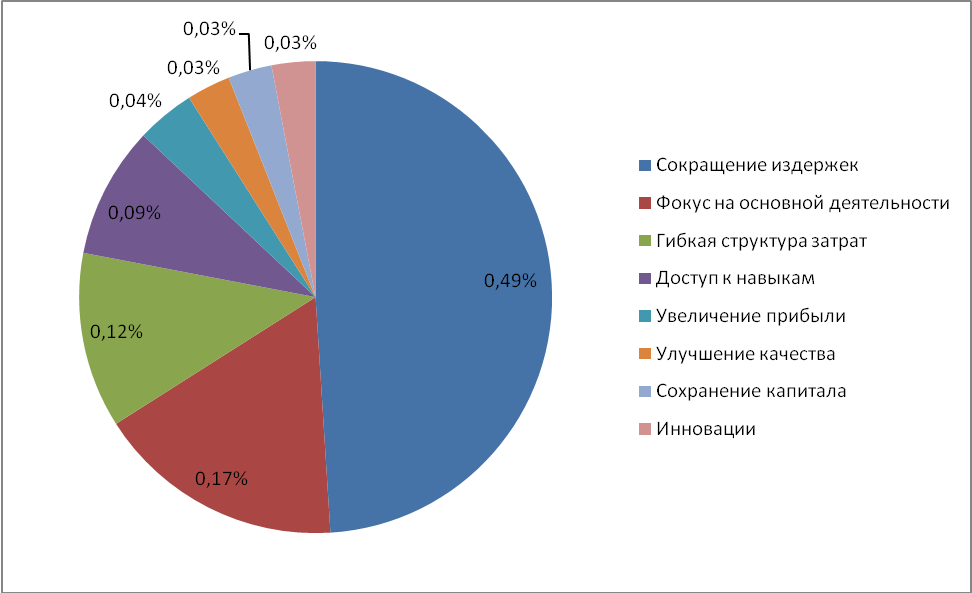 0,03%
0,03%
0,03%
0,04%
0,09%
0,12%
0,17%
0,49%
Сокращение издержек
Фокус на основной деятельности
Гибкая структура затрат
Доступ к навыкам
Увеличение прибыли
Улучшение качества
Сохранение капитала
Инновации